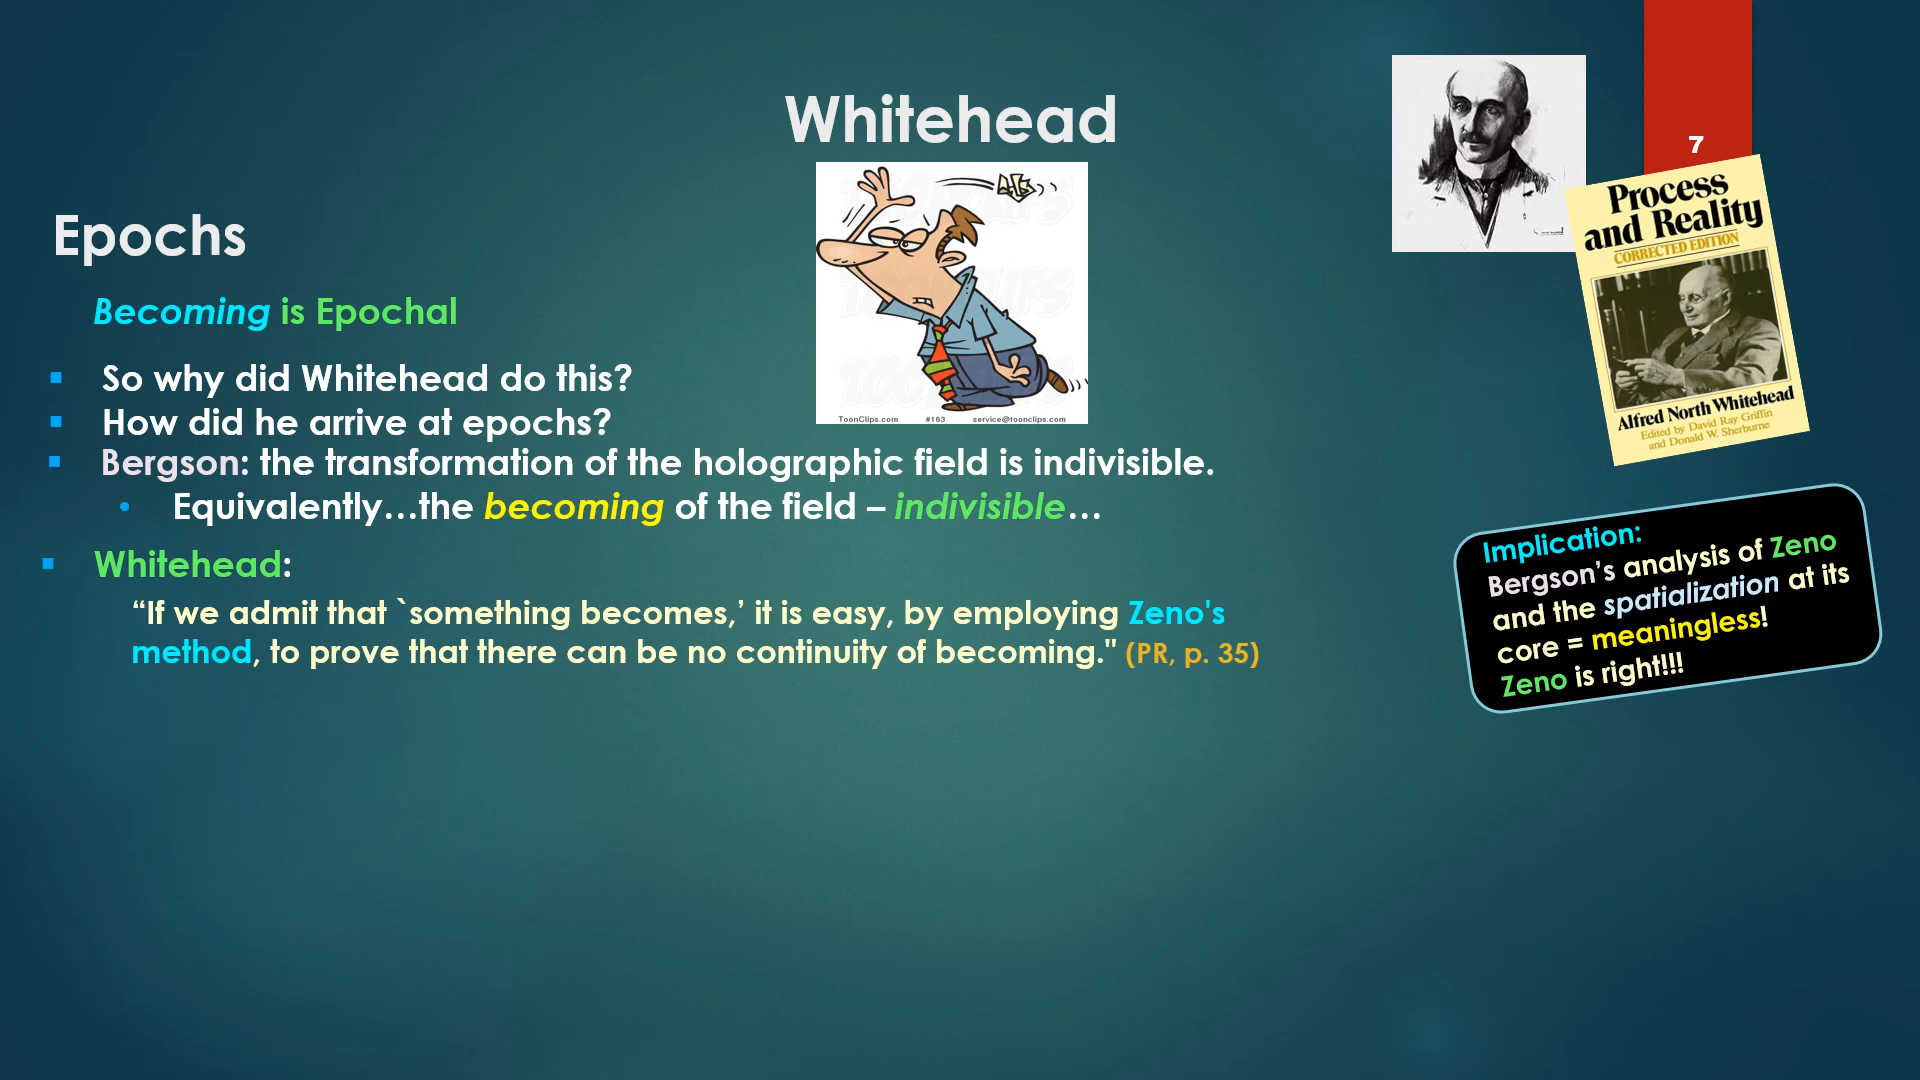 Whitehead
7
Epochs
Becoming is Epochal
So why did Whitehead do this?
How did he arrive at epochs?
Bergson: the transformation of the holographic field is indivisible.
Equivalently…the becoming of the field – indivisible…
Whitehead:
“If we admit that `something becomes,’ it is easy, by employing Zeno's
method, to prove that there can be no continuity of becoming." (PR, p. 35)
ToonClips.com #163 service@toonclips.com
Process
and Reality
CORRECTED EDITION
Alfred North Whitehead
Edited by David Ray Griffin
and Donald W. Sherburne
Implication:
Bergson’s analysis of Zeno
and the spatialization at its
core = meaningless!
Zeno is right!!!